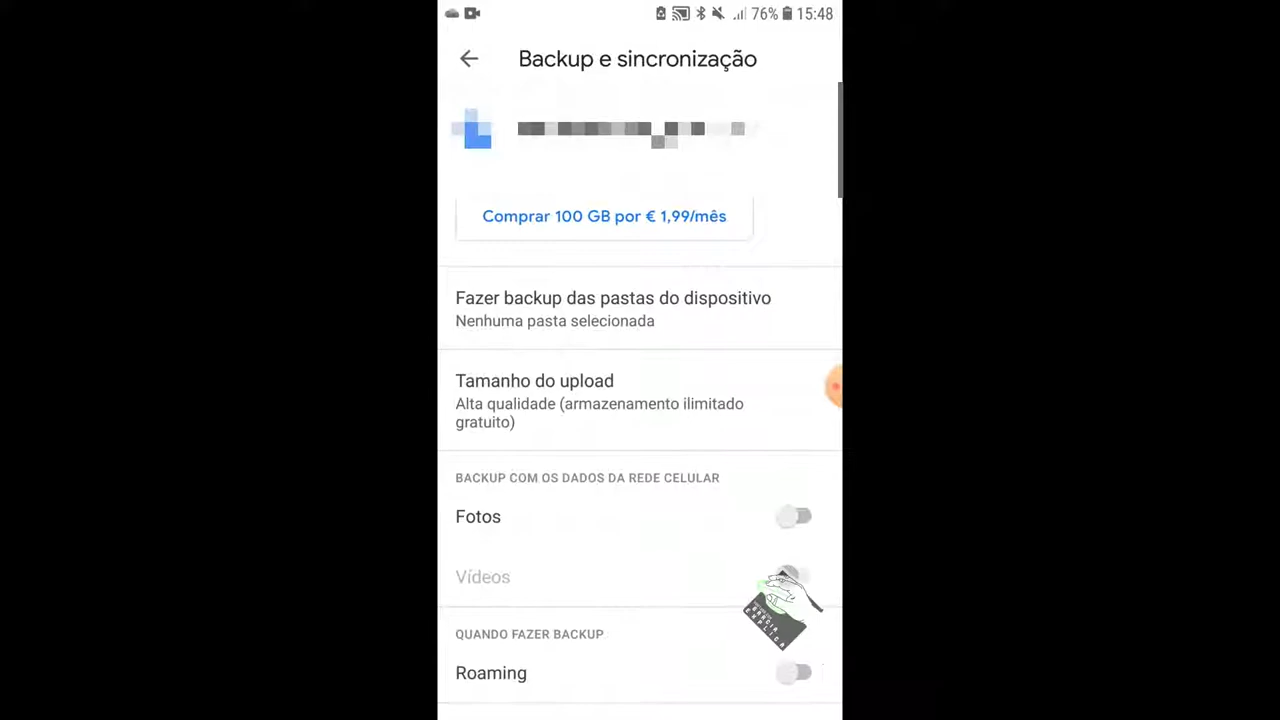 76% 15:48
Backup e sincronização
Comprar 100 GB por € 1,99/mês
Fazer backup das pastas do dispositivo
Nenhuma pasta selecionada
Tamanho do upload
Alta qualidade (armazenamento ilimitado
gratuito)
BACKUP COM OS DADOS DA REDE CELULAR
Fotos
Vídeos
EXPLICA
QUANDO FAZER BACKUP
Roaming